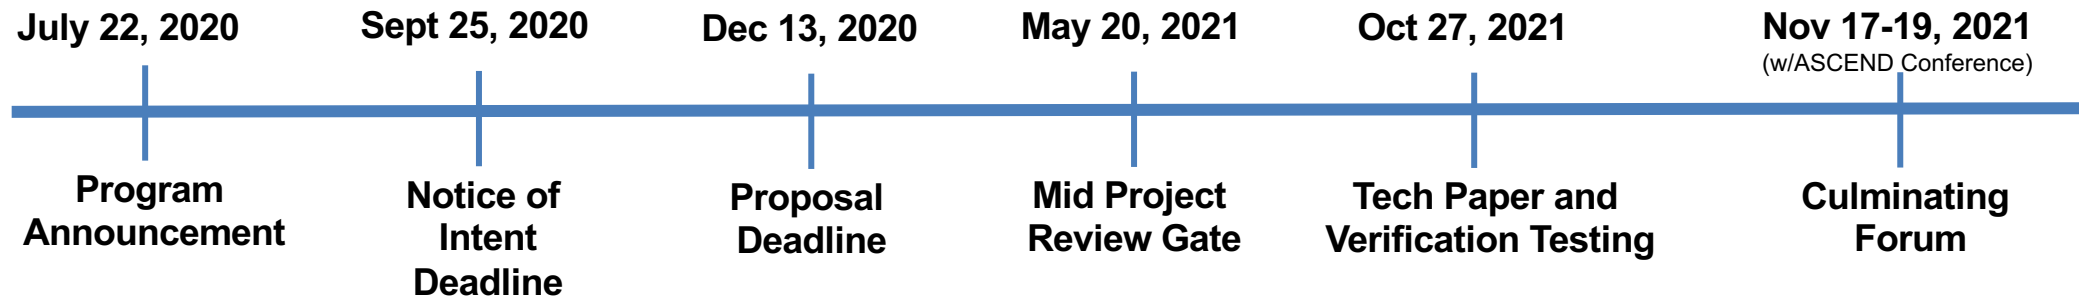 July 22, 2020
Sept 25, 2020
Dec 13, 2020
May 20, 2021
Oct 27, 2021
Nov 17-19, 2021
(w/ASCEND Conference)
Program
Announcement
Notice of
Intent
Deadline
Proposal
Deadline
Mid Project
Review Gate
Tech Paper and
Verification Testing
Culminating
Forum